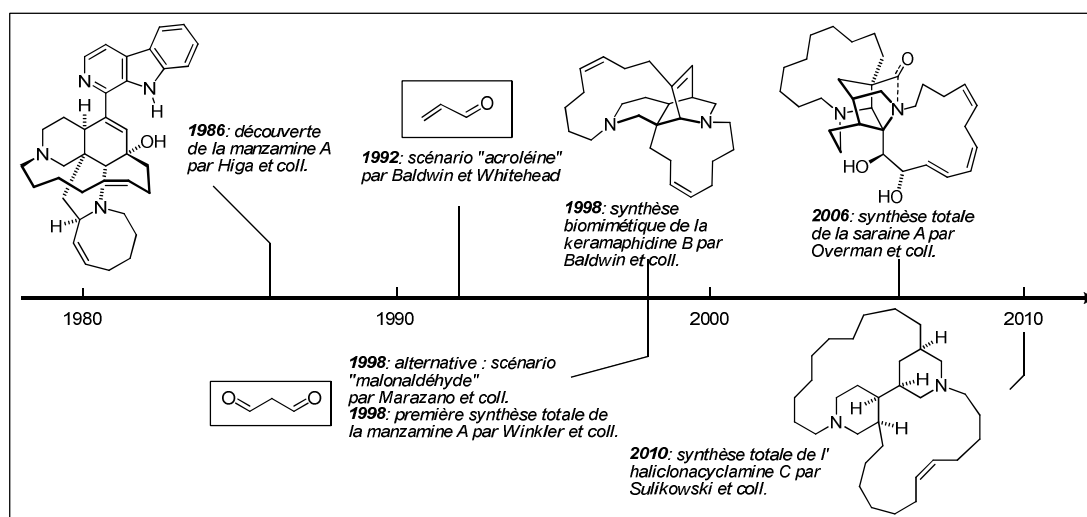 1986: découverte
de la manzamine A
par Higa et coll.
1992: scénario "acroléine"
par Baldwin et Whitehead
1998: synthèse
biomimétique de la
keramaphidine B par
Baldwin et coll.
2006: synthèse totale
de la saraine A par
Overman et coll.
1980
1990
2000
2010
1998: alternative : scénario
"malonaldéhyde"
par Marazano et coll.
1998: première synthèse totale de
la manzamine A par Winkler et coll.
2010: synthèse totale de l'
haliclonacyclamine C par
Sulikowski et coll.
N
N
H
H
OH
N
N
H
O
O
O
N
N
O
N
N
HO
HO
H
H
N
H
N
H